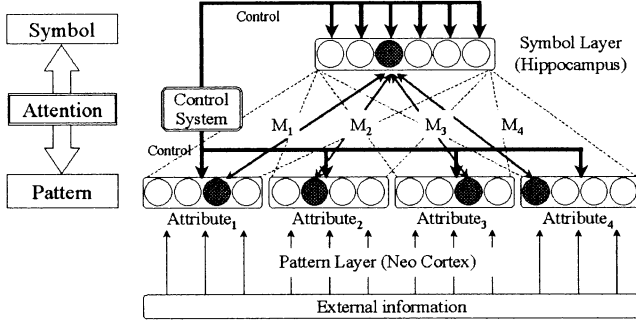 Symbol
Attention
Pattern
Control
Symbol Layer
(Hippocampus)
Control
System
M1 M2 M3 M4
Control
Attribute1 Attribute2 Attribute3 Attribute4
Pattern Layer (Neo Cortex)
External information